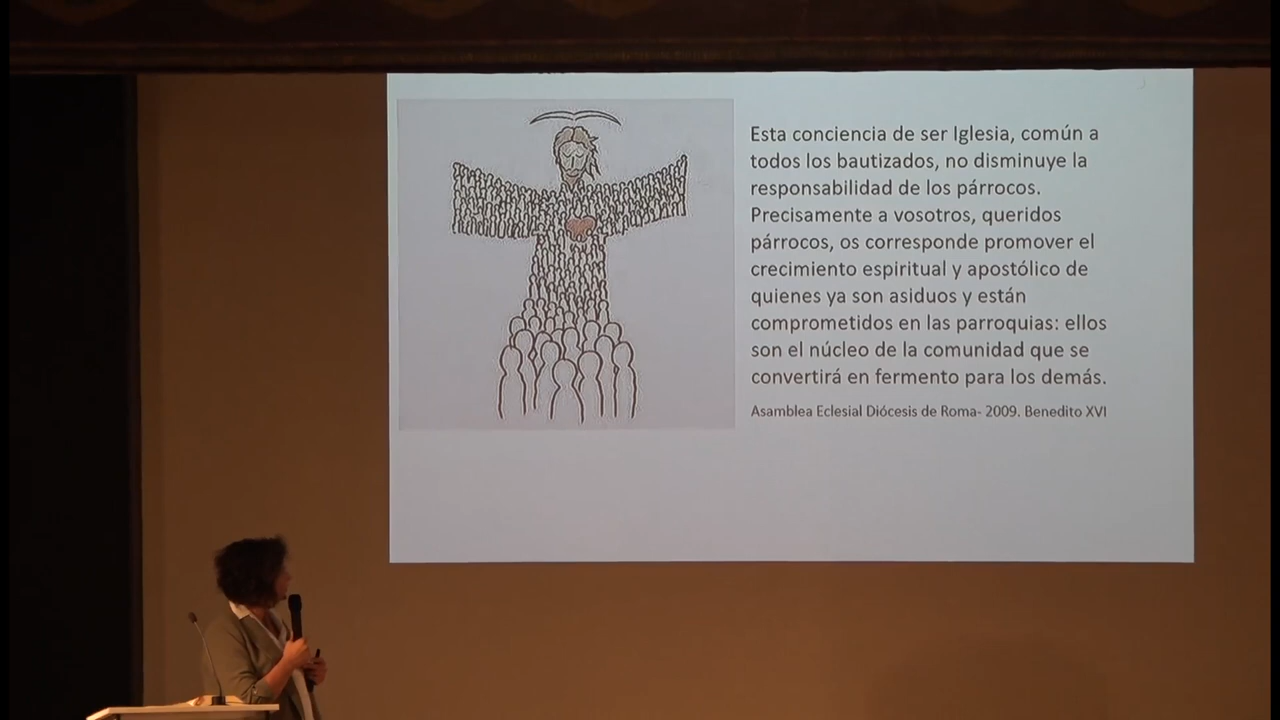 Esta conciencia de ser Iglesia, común a
todos los bautizados, no disminuye la
responsabilidad de los párrocos.
Precisamente a vosotros, queridos
párrocos, os corresponde promover el
crecimiento espiritual y apostólico de
quienes ya son asiduos y están
comprometidos en las parroquias: ellos
son el núcleo de la comunidad que se
convertirá en fermento para los demás.
Asamblea Eclesial Diócesis de Roma- 2009. Benedito XVI